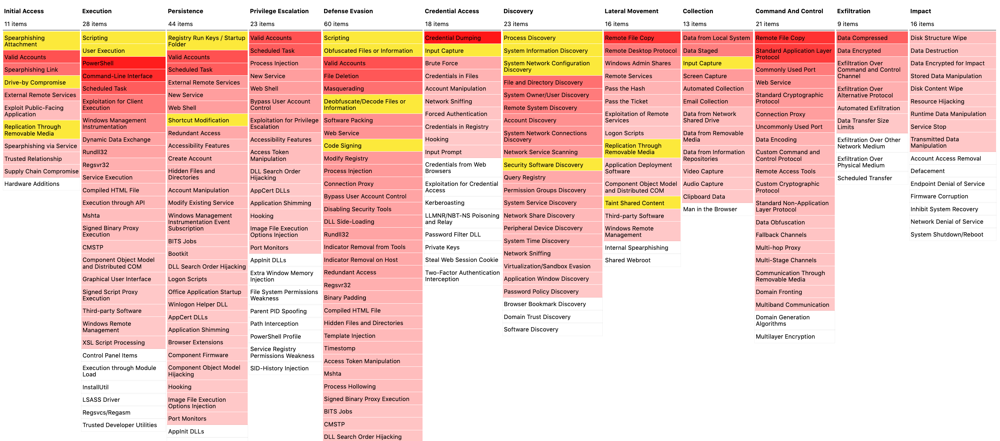 Initial Access
11 items
Spearphishing
Attachment
Valid Accounts
Spearphishing Link
Drive-by Compromise
External Remote Services
Exploit Public-Facing
Application
Replication Through
Removable Media
Spearphishing via Service
Trusted Relationship
Supply Chain Compromise
Hardware Additions
Execution
28 items
Scripting
User Execution
PowerShell
Command-Line Interface
Scheduled Task
Exploitation for Client
Execution
Windows Management
Instrumentation
Dynamic Data Exchange
Rundll32
Regsvr32
Service Execution
Compiled HTML File
Execution through API
Mshta
Signed Binary Proxy
Execution
CMSTP
Component Object Model
and Distributed COM
Graphical User Interface
Signed Script Proxy
Execution
Third-party Software
Windows Remote
Management
XSL Script Processing
Control Panel Items
Execution through Module
Load
InstallUtil
LSASS Driver
Regsvcs/Regasm
Trusted Developer Utilities
Persistence
44 items
Registry Run Keys / Startup
Folder
Valid Accounts
Scheduled Task
External Remote Services
New Service
Web Shell
Shortcut Modification
Redundant Access
Accessibility Features
Create Account
Hidden Files and
Directories
Account Manipulation
Modify Existing Service
Windows Management
Instrumentation Event
Subscription
BITS Jobs
Bootkit
DLL Search Order Hijacking
Logon Scripts
Office Application Startup
Winlogon Helper DLL
AppCert DLLs
Application Shimming
Browser Extensions
Component Firmware
Component Object Model
Hijacking
Hooking
Image File Execution
Options Injection
Port Monitors
AppInit DLLs
Privilege Escalation
23 items
Valid Accounts
Scheduled Task
Process Injection
New Service
Web Shell
Bypass User Account
Control
Exploitation for Privilege
Escalation
Accessibility Features
Access Token
Manipulation
DLL Search Order
Hijacking
AppCert DLLs
Application Shimming
Hooking
Image File Execution
Options Injection
Port Monitors
AppInit DLLs
Extra Window Memory
Injection
File System Permissions
Weakness
Parent PID Spoofing
Path Interception
PowerShell Profile
Service Registry
Permissions Weakness
SID-History Injection
Defense Evasion
60 items
Scripting
Obfuscated Files or Information
Valid Accounts
File Deletion
Masquerading
Deobfuscate/Decode Files or
Information
Software Packing
Web Service
Code Signing
Modify Registry
Process Injection
Connection Proxy
Bypass User Account Control
Disabling Security Tools
DLL Side-Loading
Rundll32
Indicator Removal from Tools
Indicator Removal on Host
Redundant Access
Regsvr32
Binary Padding
Compiled HTML File
Hidden Files and Directories
Template Injection
Timestomp
Access Token Manipulation
Mshta
Process Hollowing
Signed Binary Proxy Execution
BITS Jobs
CMSTP
DLL Search Order Hijacking
Credential Access
18 items
Credential Dumping
Input Capture
Brute Force
Credentials in Files
Account Manipulation
Network Sniffing
Forced Authentication
Credentials in Registry
Hooking
Input Prompt
Credentials from Web
Browsers
Exploitation for Credential
Access
Kerberoasting
LLMNR/NBT-NS Poisoning
and Relay
Password Filter DLL
Private Keys
Steal Web Session Cookie
Two-Factor Authentication
Interception
Discovery
23 items
Process Discovery
System Information Discovery
System Network Configuration
Discovery
File and Directory Discovery
System Owner/User Discovery
Remote System Discovery
Account Discovery
System Network Connections
Discovery
Network Service Scanning
Security Software Discovery
Query Registry
Permission Groups Discovery
System Service Discovery
Network Share Discovery
Peripheral Device Discovery
System Time Discovery
Network Sniffing
Virtualization/Sandbox Evasion
Application Window Discovery
Password Policy Discovery
Browser Bookmark Discovery
Domain Trust Discovery
Software Discovery
Lateral Movement
16 items
Remote File Copy
Remote Desktop Protocol
Windows Admin Shares
Remote Services
Pass the Hash
Pass the Ticket
Exploitation of Remote
Services
Logon Scripts
Replication Through
Removable Media
Application Deployment
Software
Component Object Model
and Distributed COM
Taint Shared Content
Third-party Software
Windows Remote
Management
Internal Spearphishing
Shared Webroot
Collection
13 items
Data from Local System
Data Staged
Input Capture
Screen Capture
Automated Collection
Email Collection
Data from Network
Shared Drive
Data from Removable
Media
Data from Information
Repositories
Video Capture
Audio Capture
Clipboard Data
Man in the Browser
Command And Control
21 items
Remote File Copy
Standard Application Layer
Protocol
Commonly Used Port
Web Service
Standard Cryptographic
Protocol
Connection Proxy
Uncommonly Used Port
Data Encoding
Custom Command and
Control Protocol
Remote Access Tools
Custom Cryptographic
Protocol
Standard Non-Application
Layer Protocol
Data Obfuscation
Fallback Channels
Multi-hop Proxy
Multi-Stage Channels
Communication Through
Removable Media
Domain Fronting
Multiband Communication
Domain Generation
Algorithms
Multilayer Encryption
Exfiltration
9 items
Data Compressed
Data Encrypted
Exfiltration Over
Command and Control
Channel
Exfiltration Over
Alternative Protocol
Automated Exfiltration
Data Transfer Size
Limits
Exfiltration Over Other
Network Medium
Exfiltration Over
Physical Medium
Scheduled Transfer
Impact
16 items
Disk Structure Wipe
Data Destruction
Data Encrypted for Impact
Stored Data Manipulation
Disk Content Wipe
Resource Hijacking
Runtime Data Manipulation
Service Stop
Transmitted Data
Manipulation
Account Access Removal
Defacement
Endpoint Denial of Service
Firmware Corruption
Inhibit System Recovery
Network Denial of Service
System Shutdown/Reboot